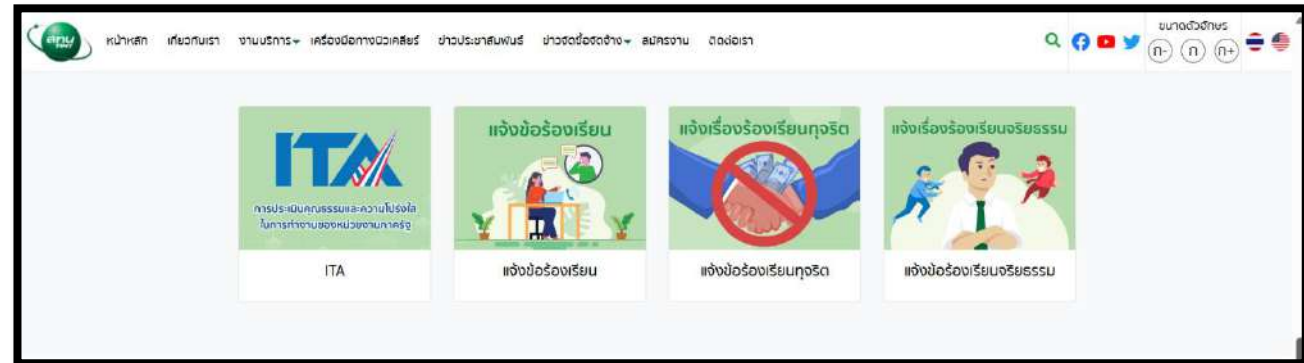 สทน
TINT
หน้าหลัก เกี่ยวกับเรา งานบริการ เครื่องมือทางนิวเคลียร์ ข่าวประชาสัมพันธ์ ข่าวจัดซื้อจัดจ้าง สมัครงาน ติดต่อเรา
ขนาดตัวอักษร
ก- ก ก+
ITA
การประเมินคุณธรรมและความโปร่งใส
ในการทำงานของหน่วยงานภาครัฐ
ITA
แจ้งข้อร้องเรียน
แจ้งข้อร้องเรียน
แจ้งเรื่องร้องเรียนทุจริต
แจ้งข้อร้องเรียนทุจริต
แจ้งเรื่องร้องเรียนจริยธรรม
แจ้งข้อร้องเรียนจริยธรรม